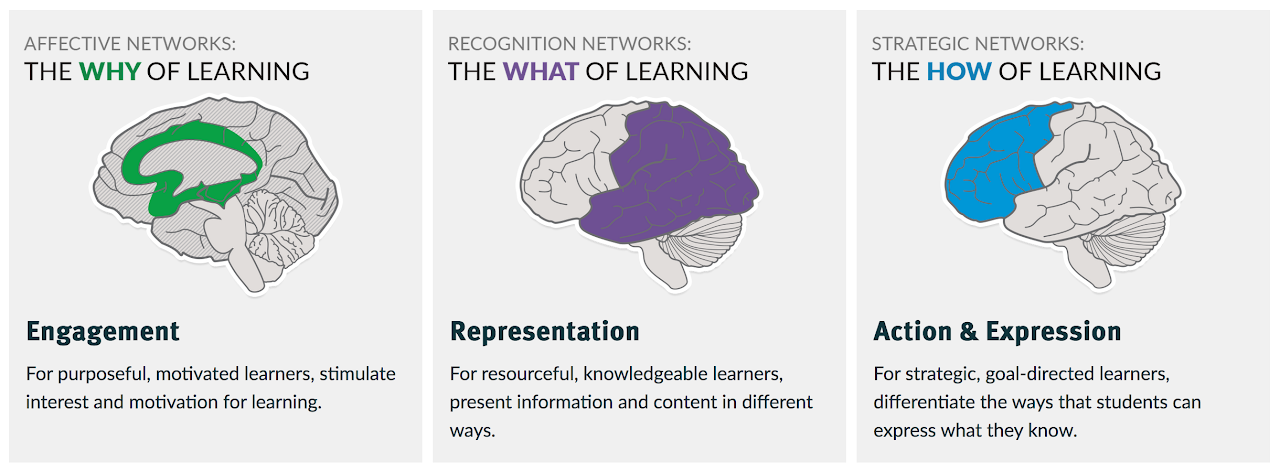 AFFECTIVE NETWORKS:
THE WHY OF LEARNING
Engagement
For purposeful, motivated learners, stimulate
interest and motivation for learning.
RECOGNITION NETWORKS:
THE WHAT OF LEARNING
Representation
For resourceful, knowledgeable learners,
present information and content in different
ways.
STRATEGIC NETWORKS:
THE HOW OF LEARNING
Action & Expression
For strategic, goal-directed learners,
differentiate the ways that students can
express what they know.